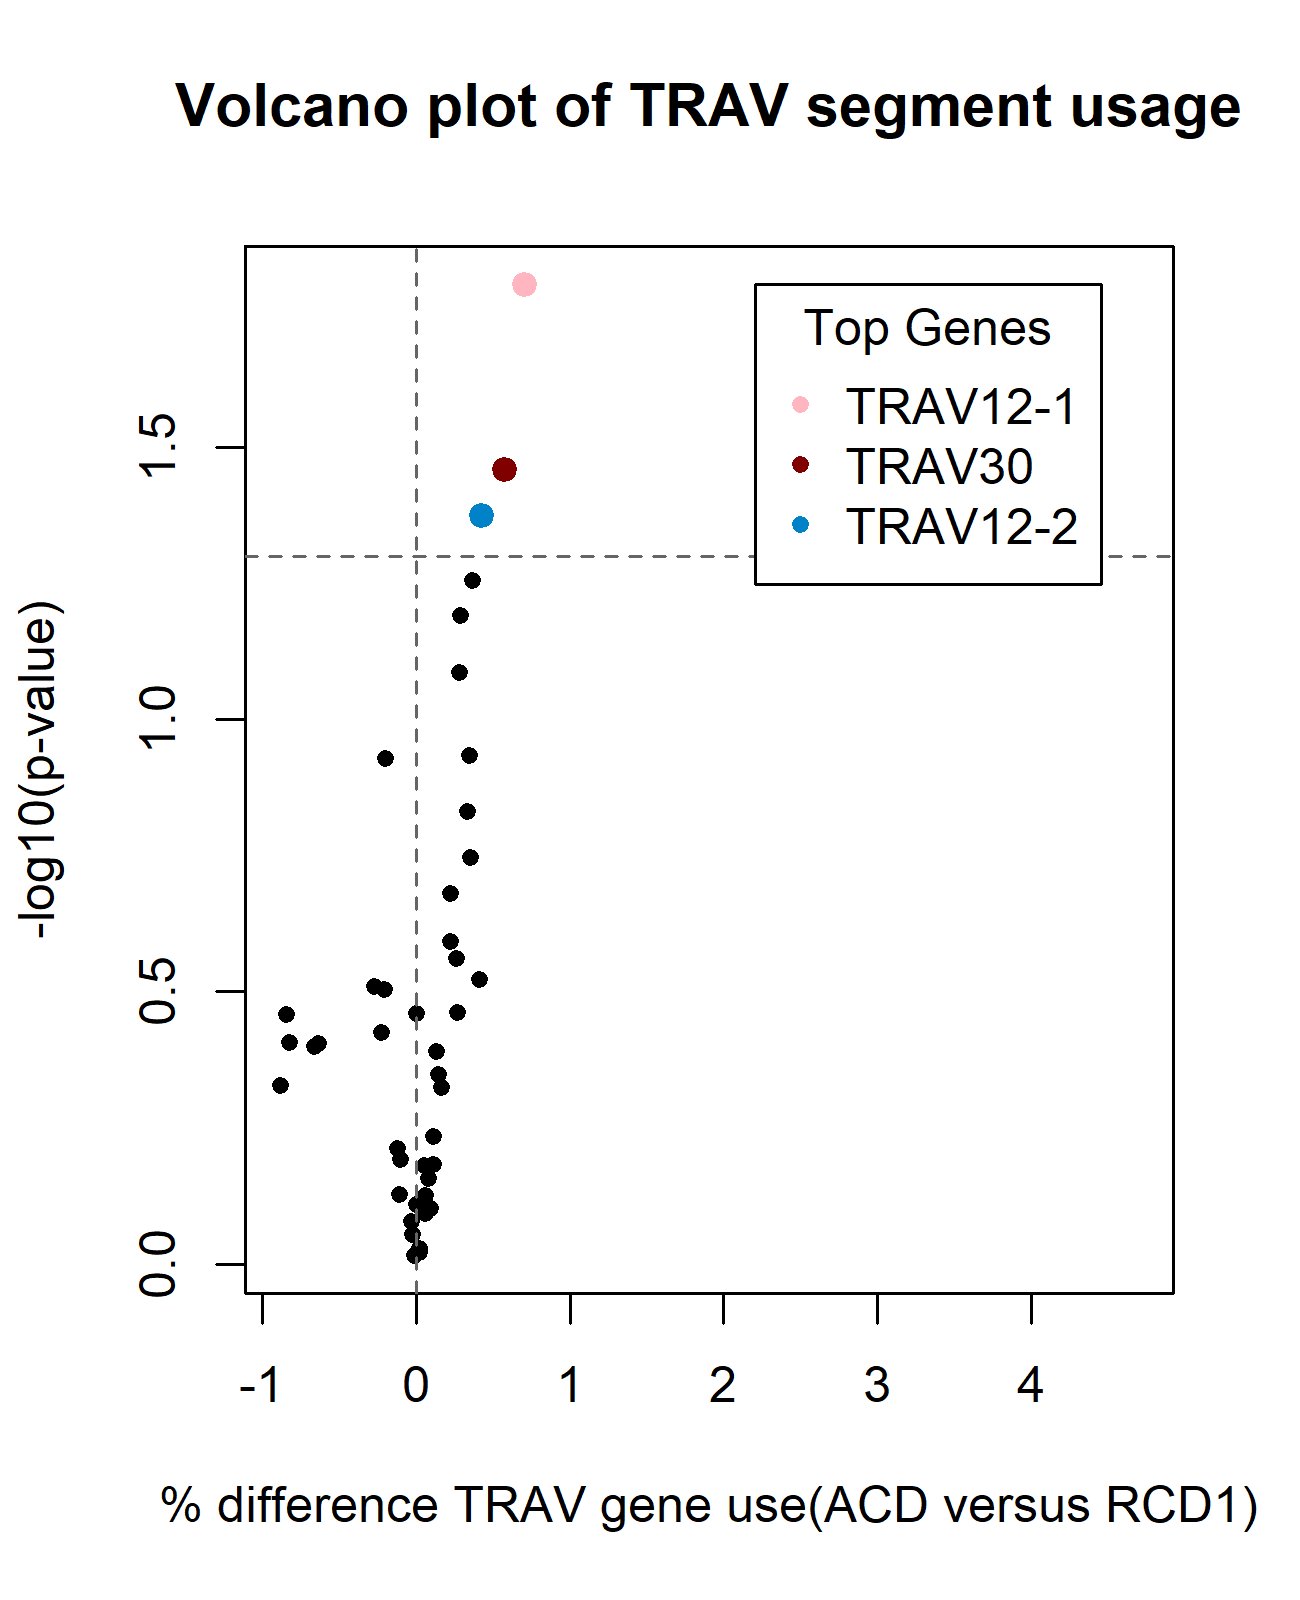 Volcano plot of TRAV segment usage
Top Genes
TRAV12-1
TRAV30
TRAV12-2
-log10(p-value)
1.5
1.0
0.5
0.0
-1 0 1 2 3 4
% difference TRAV gene use(ACD versus RCD1)